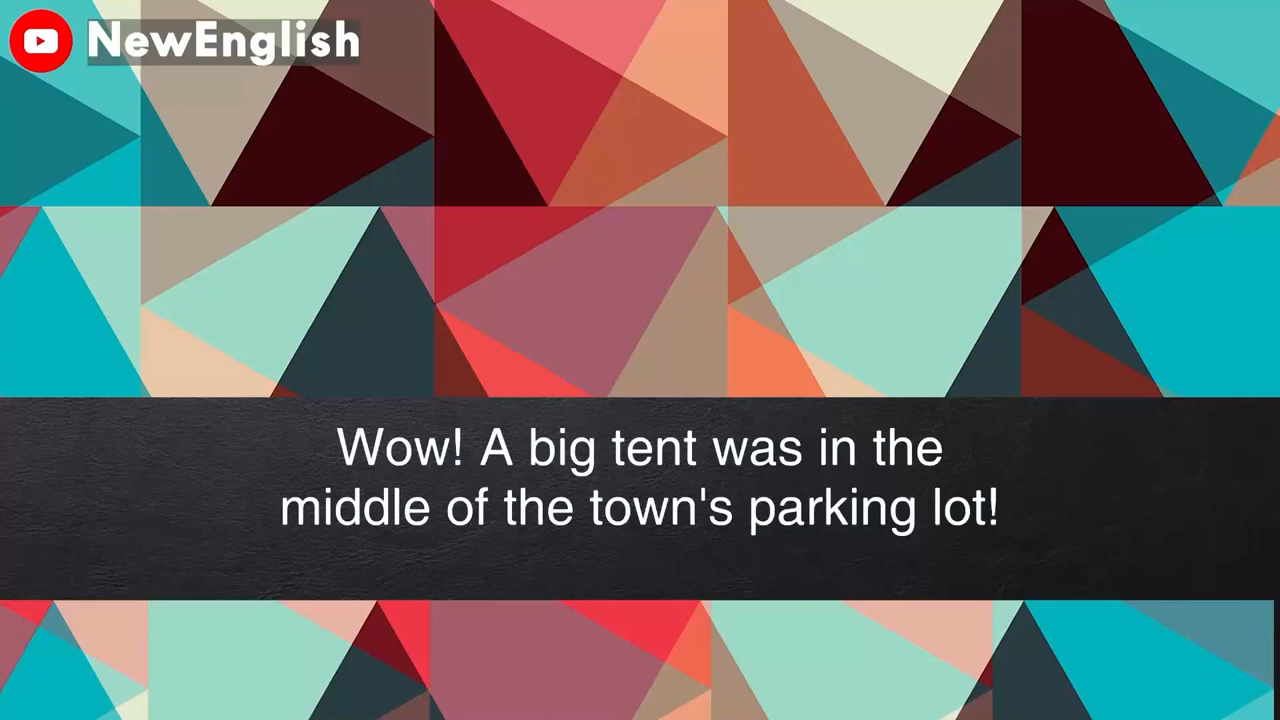 NewEnglish
Wow! A big tent was in the
middle of the town's parking lot!